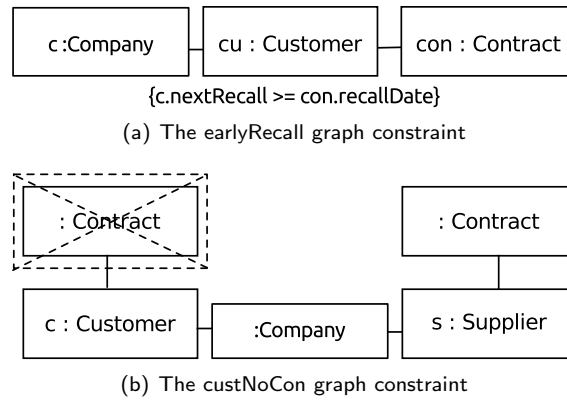 c :Company
cu : Customer
con : Contract
{c.nextRecall >= con.recallDate}
(a) The earlyRecall graph constraint
: Contract
: Contract
c : Customer
:Company
s : Supplier
(b) The custNoCon graph constraint